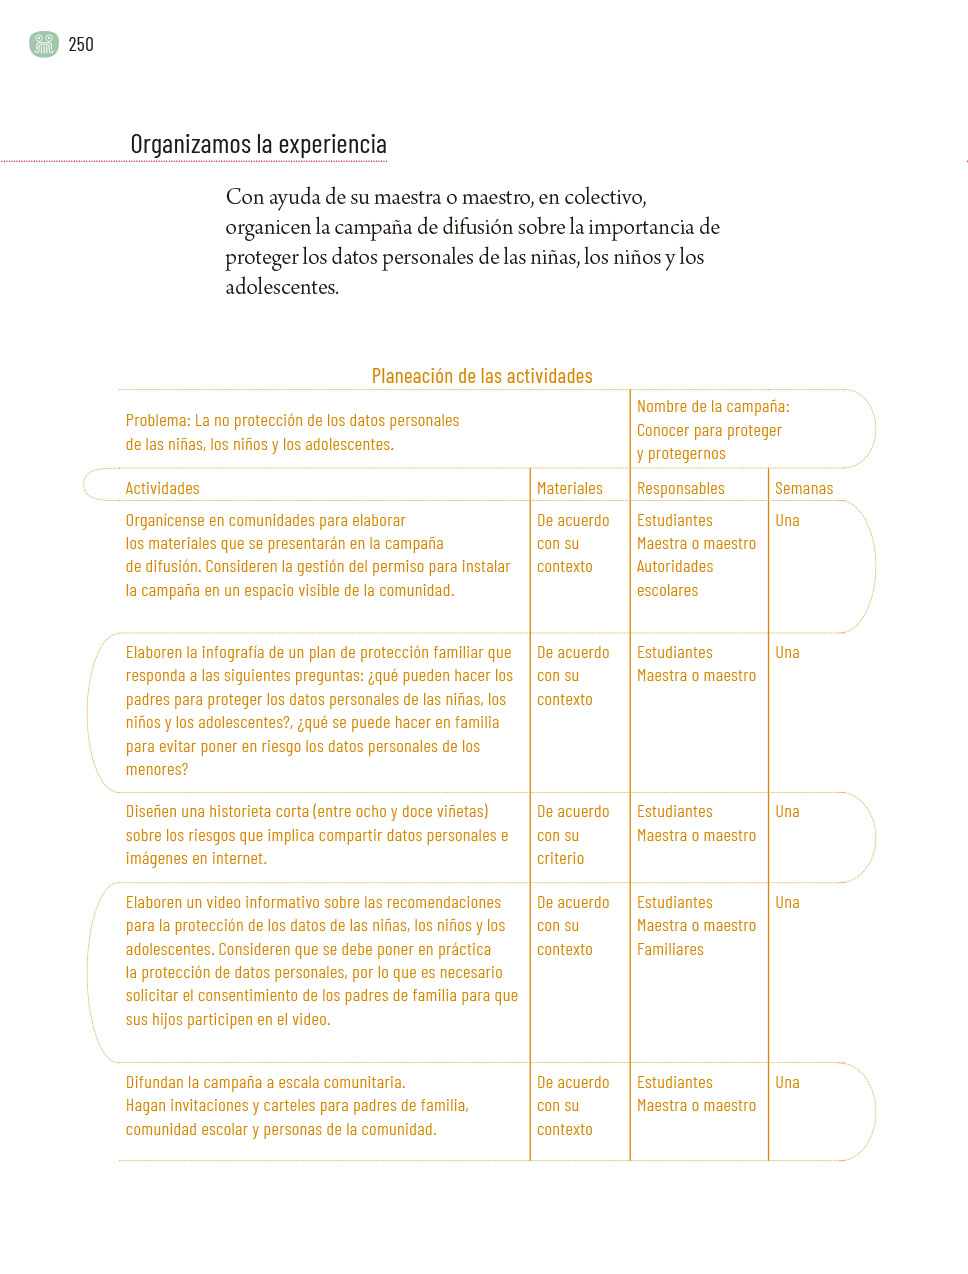 250
Organizamos la experiencia
Con ayuda de su maestra o maestro, en colectivo,
organicen la campaña de difusión sobre la importancia de
proteger los datos personales de las niñas, los niños y los
adolescentes.
Planeación de las actividades
Problema: La no protección de los datos personales
de las niñas, los niños y los adolescentes.
Nombre de la campaña:
Conocer para proteger
y protegernos
Actividades
Materiales
Responsables
Semanas
Organícense en comunidades para elaborar
los materiales que se presentarán en la campaña
de difusión. Consideren la gestión del permiso para instalar
la campaña en un espacio visible de la comunidad.
De acuerdo
con su
contexto
Estudiantes
Maestra o maestro
Autoridades
escolares
Una
Elaboren la infografía de un plan de protección familiar que
responda a las siguientes preguntas: ¿qué pueden hacer los
padres para proteger los datos personales de las niñas, los
niños y los adolescentes?, ¿qué se puede hacer en familia
para evitar poner en riesgo los datos personales de los
menores?
De acuerdo
con su
contexto
Estudiantes
Maestra o maestro
Una
Diseñen una historieta corta (entre ocho y doce viñetas)
sobre los riesgos que implica compartir datos personales e
imágenes en internet.
De acuerdo
con su
criterio
Estudiantes
Maestra o maestro
Una
Elaboren un video informativo sobre las recomendaciones
para la protección de los datos de las niñas, los niños y los
adolescentes. Consideren que se debe poner en práctica
la protección de datos personales, por lo que es necesario
solicitar el consentimiento de los padres de familia para que
sus hijos participen en el video.
De acuerdo
con su
contexto
Estudiantes
Maestra o maestro
Familiares
Una
Difundan la campaña a escala comunitaria.
Hagan invitaciones y carteles para padres de familia,
comunidad escolar y personas de la comunidad.
De acuerdo
con su
contexto
Estudiantes
Maestra o maestro
Una